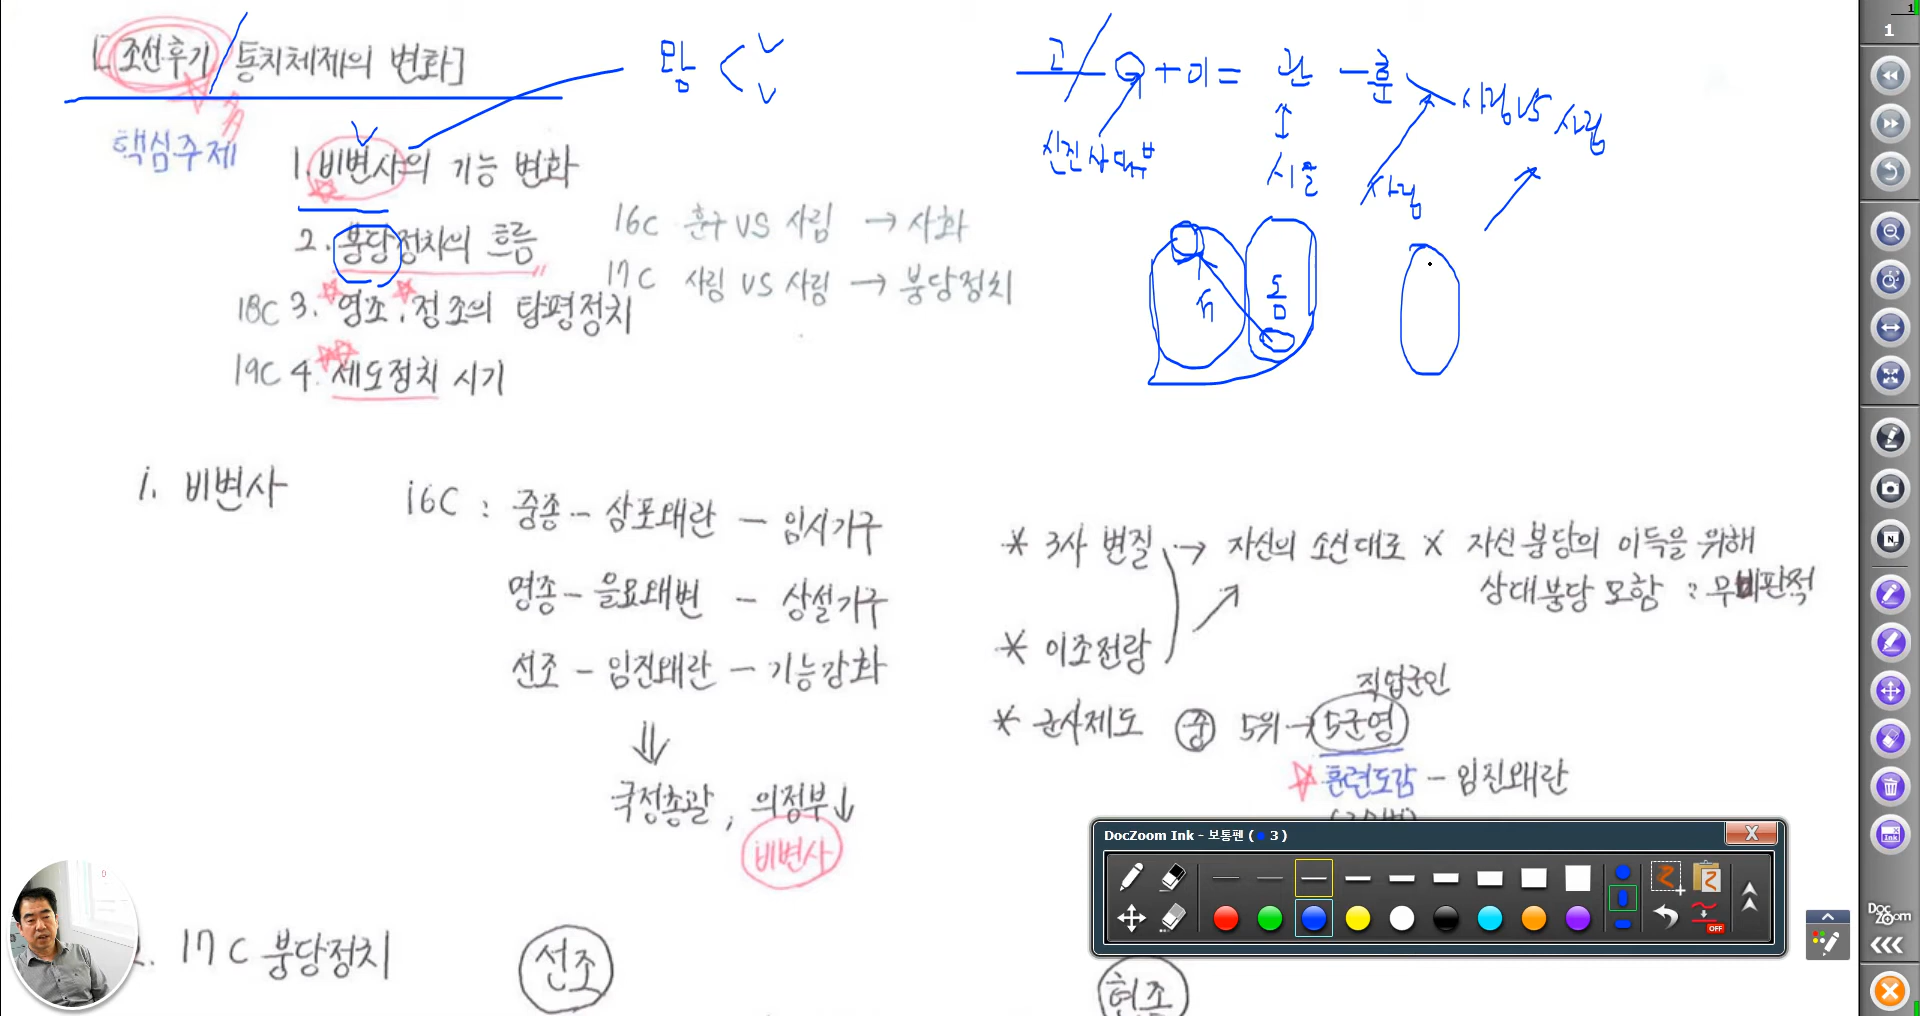 [조선후기 통치체제의 변화]
핵심주제
1. 비변사의 기능 변화
2. 붕당정치의 흐름
18C 3. 영조, 정조의 탕평정치
19C 4. 세도정치 시기
16C 훈구 VS 사림 → 사화
17C 사림 VS 사림 → 붕당정치
고 + 이 = 관 - 훈
사림 VS 사림
신진사대부
시호
사림
서
동
1. 비변사
16C : 중종 - 삼포왜란 - 임시기구
명종 - 을묘왜변 - 상설기구
선조 - 임진왜란 - 기능강화
⇓
국정총괄, 의정부↓
비변사
* 3사 변질 → 자신의 소신대로 X 자신 붕당의 이득을 위해
상대붕당 모함 : 무비판적
* 이조전랑
직업군인
* 군사제도 중 5위 → 5군영
훈련도감 - 임진왜란
17C 붕당정치
선조
현종
DocZoom Ink - 보통펜 ( 3 )
OFF
1
1
DocZoom